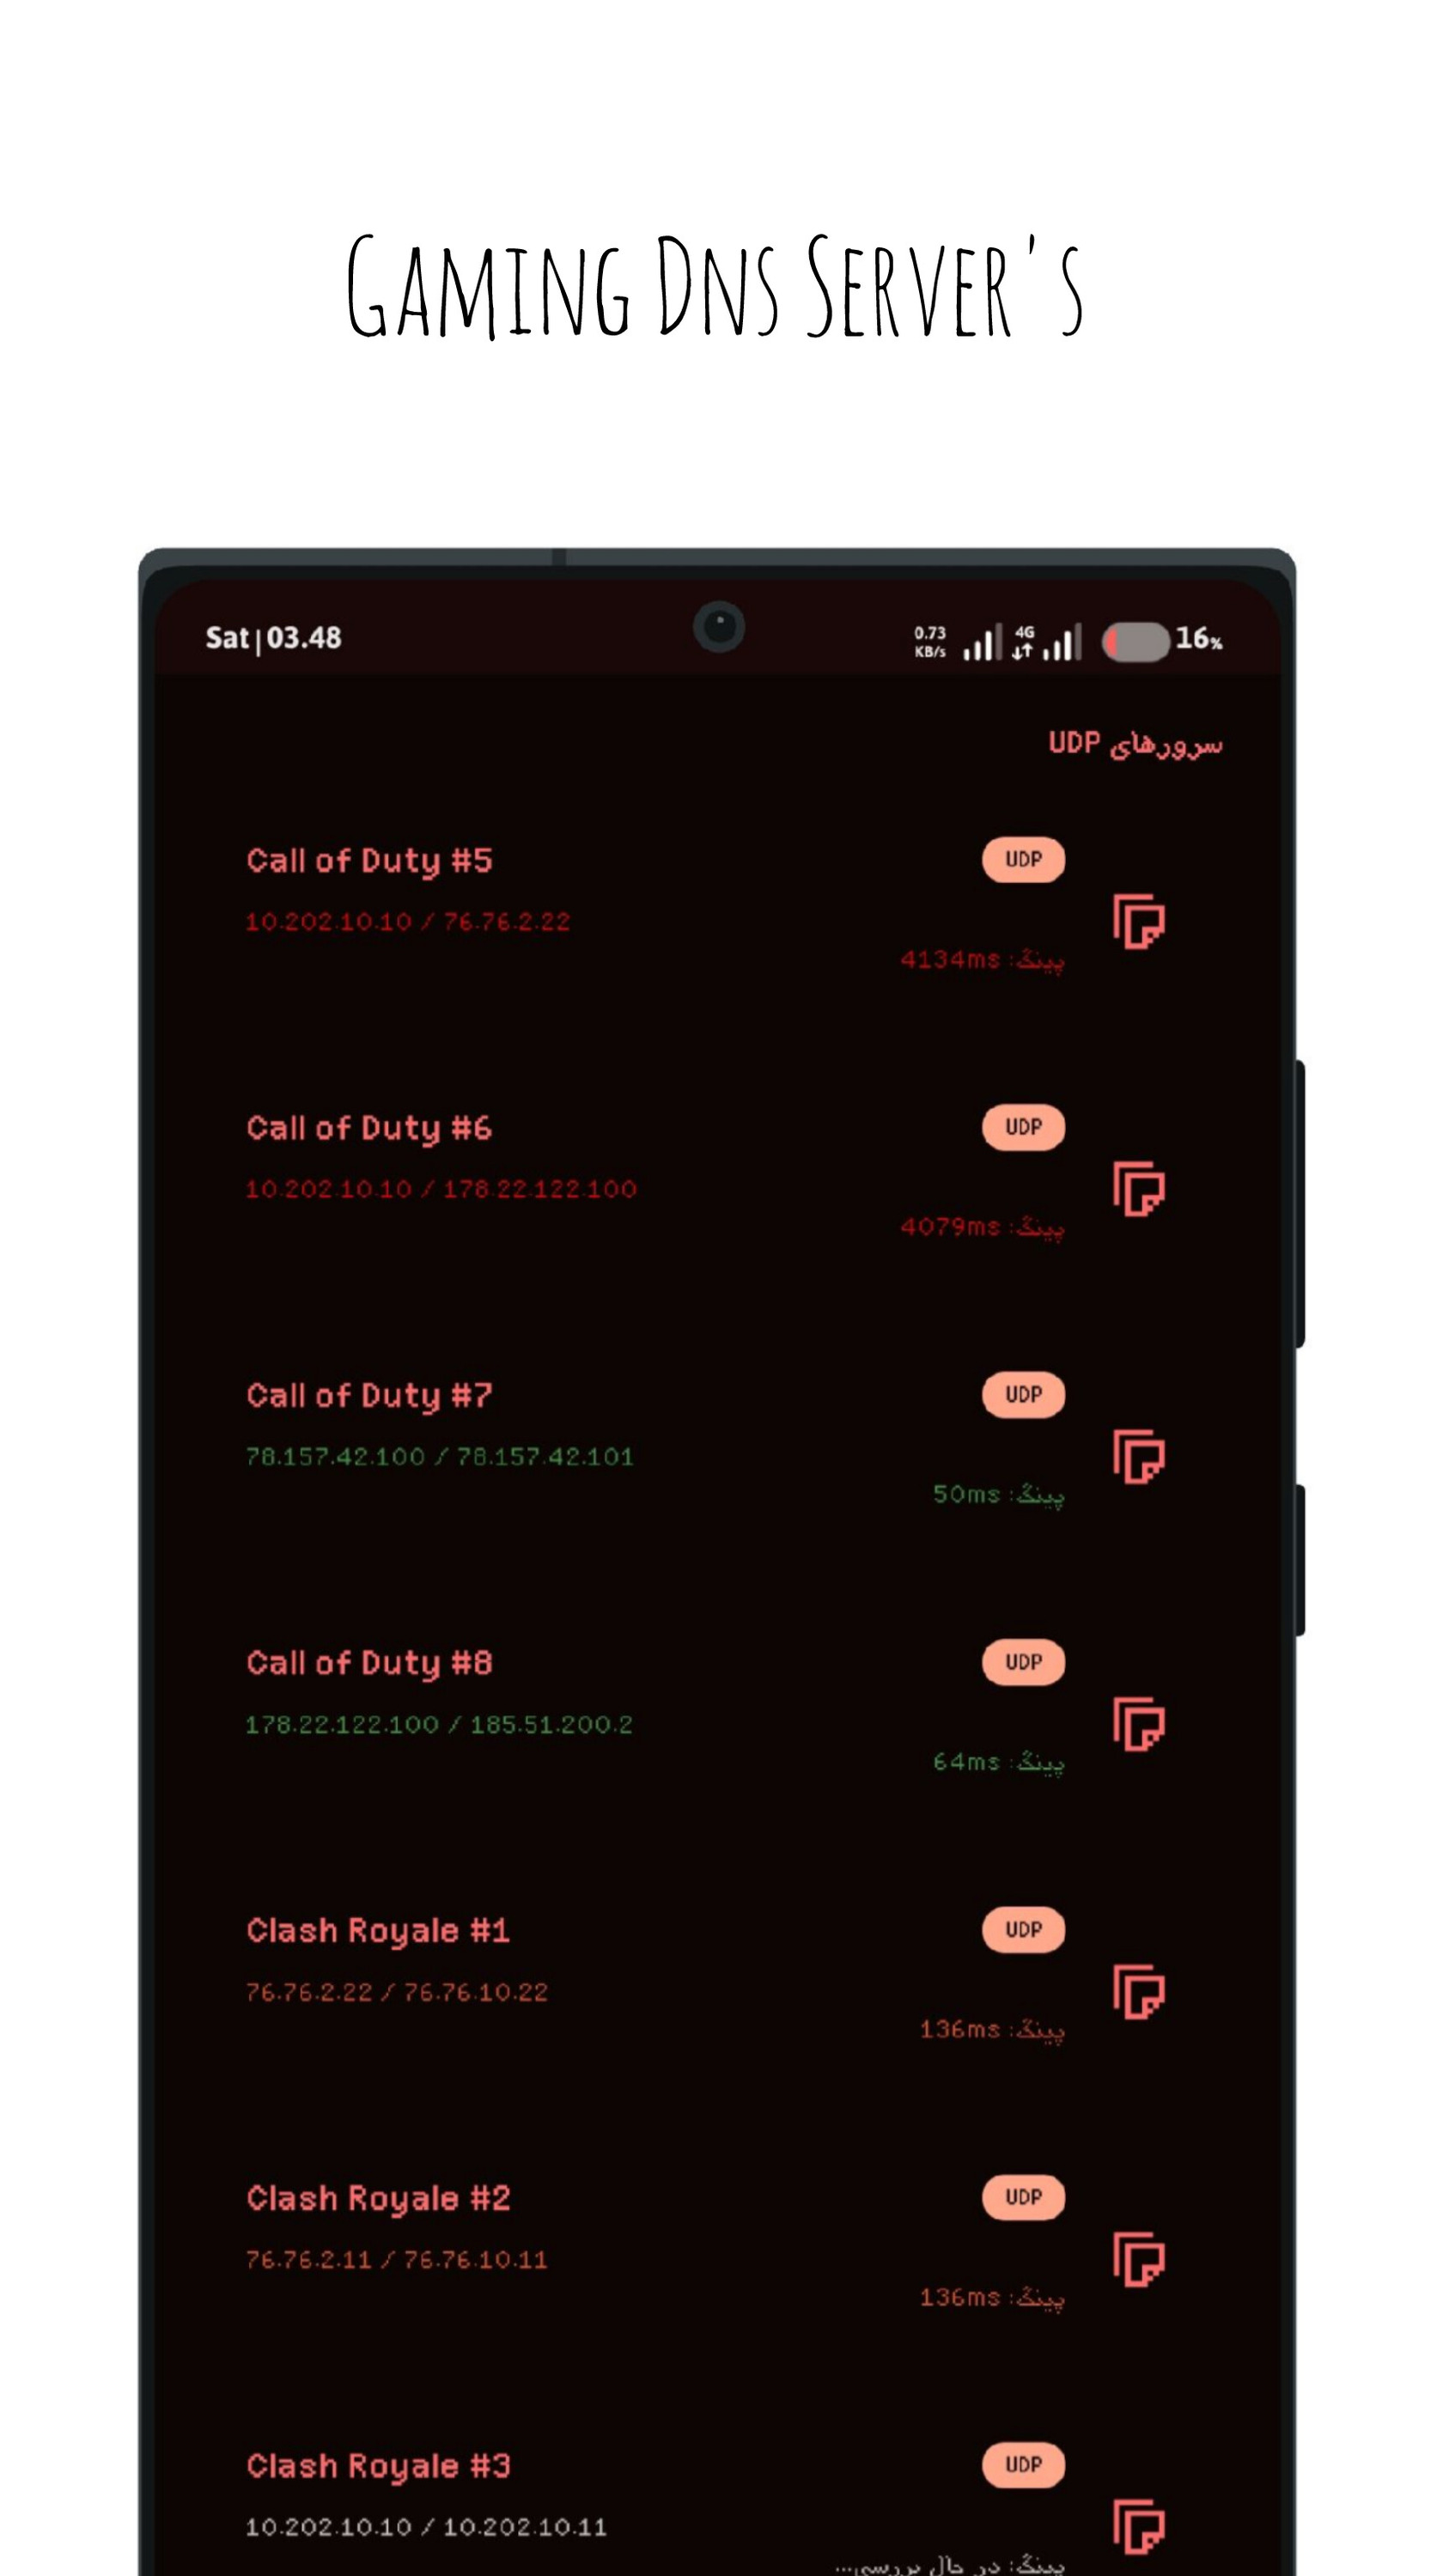 Gaming Dns Server's
Sat|03.48
0.73 KB/s 4G 16%
سرورهای UDP
Call of Duty #5 UDP
10.202.10.10 / 76.76.2.22
پینگ: 4134ms
Call of Duty #6 UDP
10.202.10.10 / 178.22.122.100
پینگ: 4079ms
Call of Duty #7 UDP
78.157.42.100 / 78.157.42.101
پینگ: 50ms
Call of Duty #8 UDP
178.22.122.100 / 185.51.200.2
پینگ: 64ms
Clash Royale #1 UDP
76.76.2.22 / 76.76.10.22
پینگ: 136ms
Clash Royale #2 UDP
76.76.2.11 / 76.76.10.11
پینگ: 136ms
Clash Royale #3 UDP
10.202.10.10 / 10.202.10.11
پینگ: در حال بررسی...